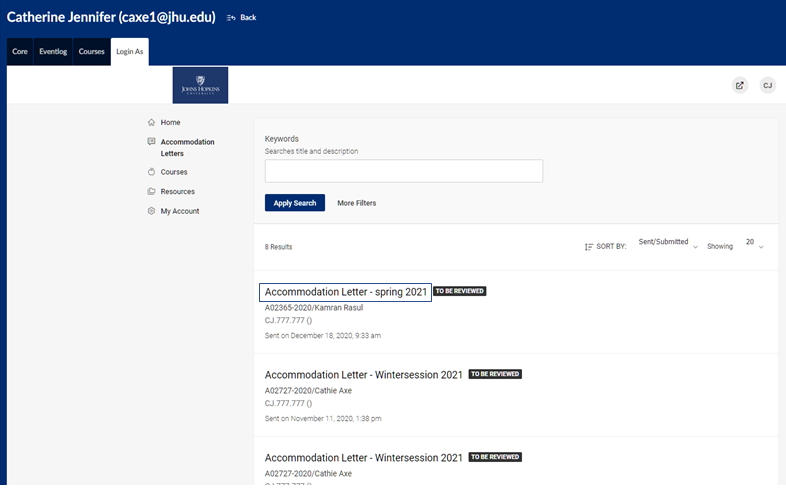 Catherine Jennifer (caxe1@jhu.edu) Back
Core Eventlog Courses Login As
JOHNS HOPKINS
UNIVERSITY
CJ
Home
Accommodation
Letters
Courses
Resources
My Account
Keywords
Searches title and description
Apply Search More Filters
8 Results SORT BY: Sent/Submitted Showing 20
Accommodation Letter - spring 2021 TO BE REVIEWED
A02365-2020/Kamran Rasul
CJ.777.777 ()
Sent on December 18, 2020, 9:33 am
Accommodation Letter - Wintersession 2021 TO BE REVIEWED
A02727-2020/Cathie Axe
CJ.777.777 ()
Sent on November 11, 2020, 1:38 pm
Accommodation Letter - Wintersession 2021 TO BE REVIEWED
A02727-2020/Cathie Axe
CJ.777.777 ()